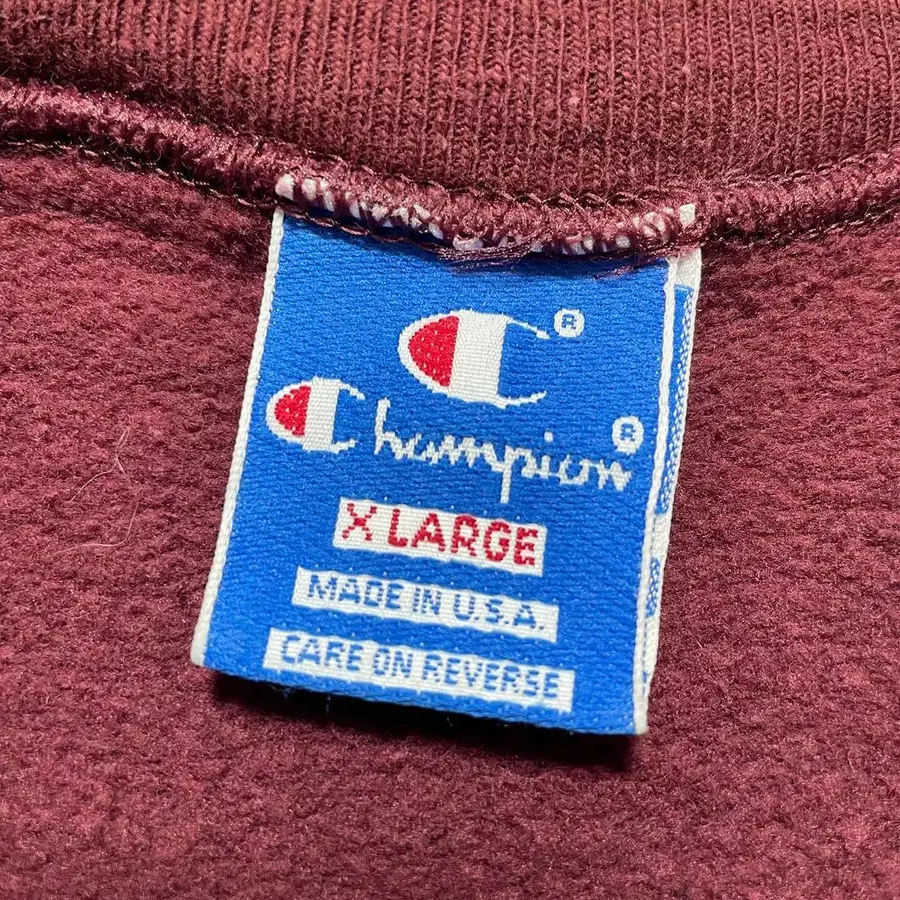 ®
Champion®
X LARGE
MADE IN U.S.A.
CARE ON REVERSE